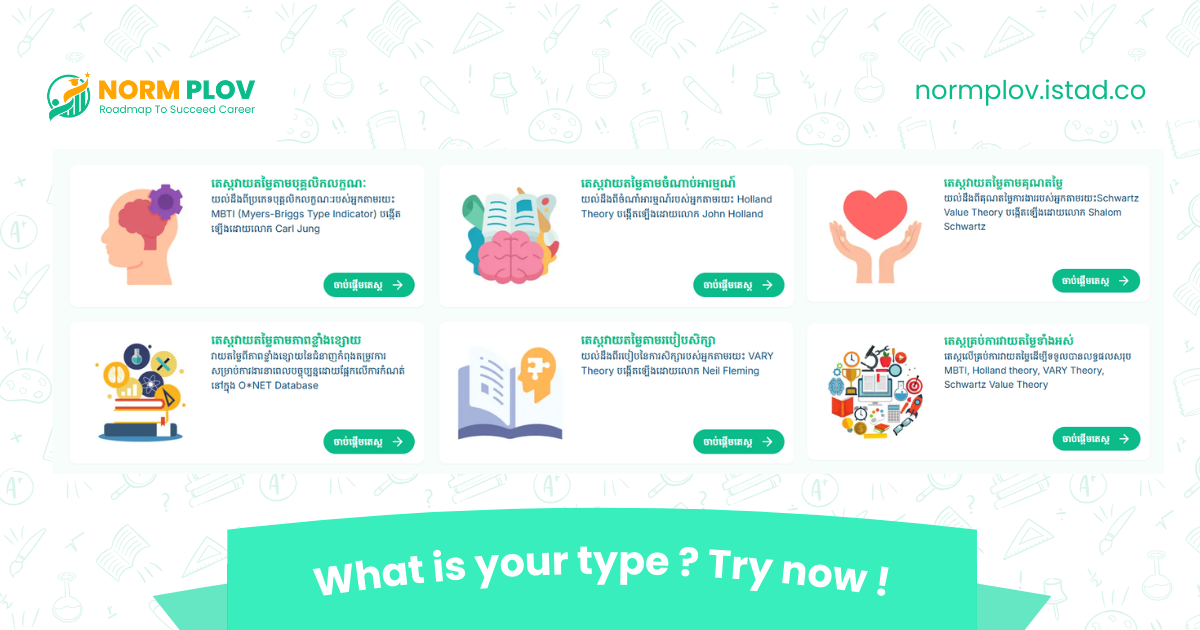 NORM PLOV
Roadmap To Succeed Career
normplov.istad.co
តេស្តវាយតម្លៃតាមបុគ្គលិកលក្ខណៈ
យល់ដឹងពីប្រភេទបុគ្គលិកលក្ខណៈរបស់អ្នកតាមរយះ
MBTI (Myers-Briggs Type Indicator) បង្កើត
ឡើងដោយលោក Carl Jung
ចាប់ផ្តើមតេស្ត
តេស្តវាយតម្លៃតាមចំណាប់អារម្មណ៍
យល់ដឹងពីចំណាំអារម្មណ៍របស់អ្នកតាមរយះ Holland
Theory បង្កើតឡើងដោយលោក John Holland
ចាប់ផ្តើមតេស្ត
តេស្តវាយតម្លៃតាមគុណតម្លៃ
យល់ដឹងពីគុណតម្លៃការងាររបស់អ្នកតាមរយះSchwartz
Value Theory បង្កើតឡើងដោយលោក Shalom
Schwartz
ចាប់ផ្តើមតេស្ត
តេស្តវាយតម្លៃតាមភាពខ្លាំងខ្សោយ
វាយតម្លៃពីភាពខ្លាំងខ្សោយនៃជំនាញកំពុងតម្រូវការ
សម្រាប់ការងារនាពេលបច្ចុប្បន្នដោយផ្អែកលើការកំណត់
នៅក្នុង O*NET Database
ចាប់ផ្តើមតេស្ត
តេស្តវាយតម្លៃតាមរបៀបសិក្សា
យល់ដឹងពីរបៀបនៃការសិក្សារបស់អ្នកតាមរយះ VARY
Theory បង្កើតឡើងដោយលោក Neil Fleming
ចាប់ផ្តើមតេស្ត
តេស្តគ្រប់ការវាយតម្លៃទាំងអស់
តេស្តលើគ្រប់ការវាយតម្លៃដើម្បីទទួលបានលទ្ធផលសរុប
MBTI, Holland theory, VARY Theory,
Schwartz Value Theory
ចាប់ផ្តើមតេស្ត
What is your type ? Try now !